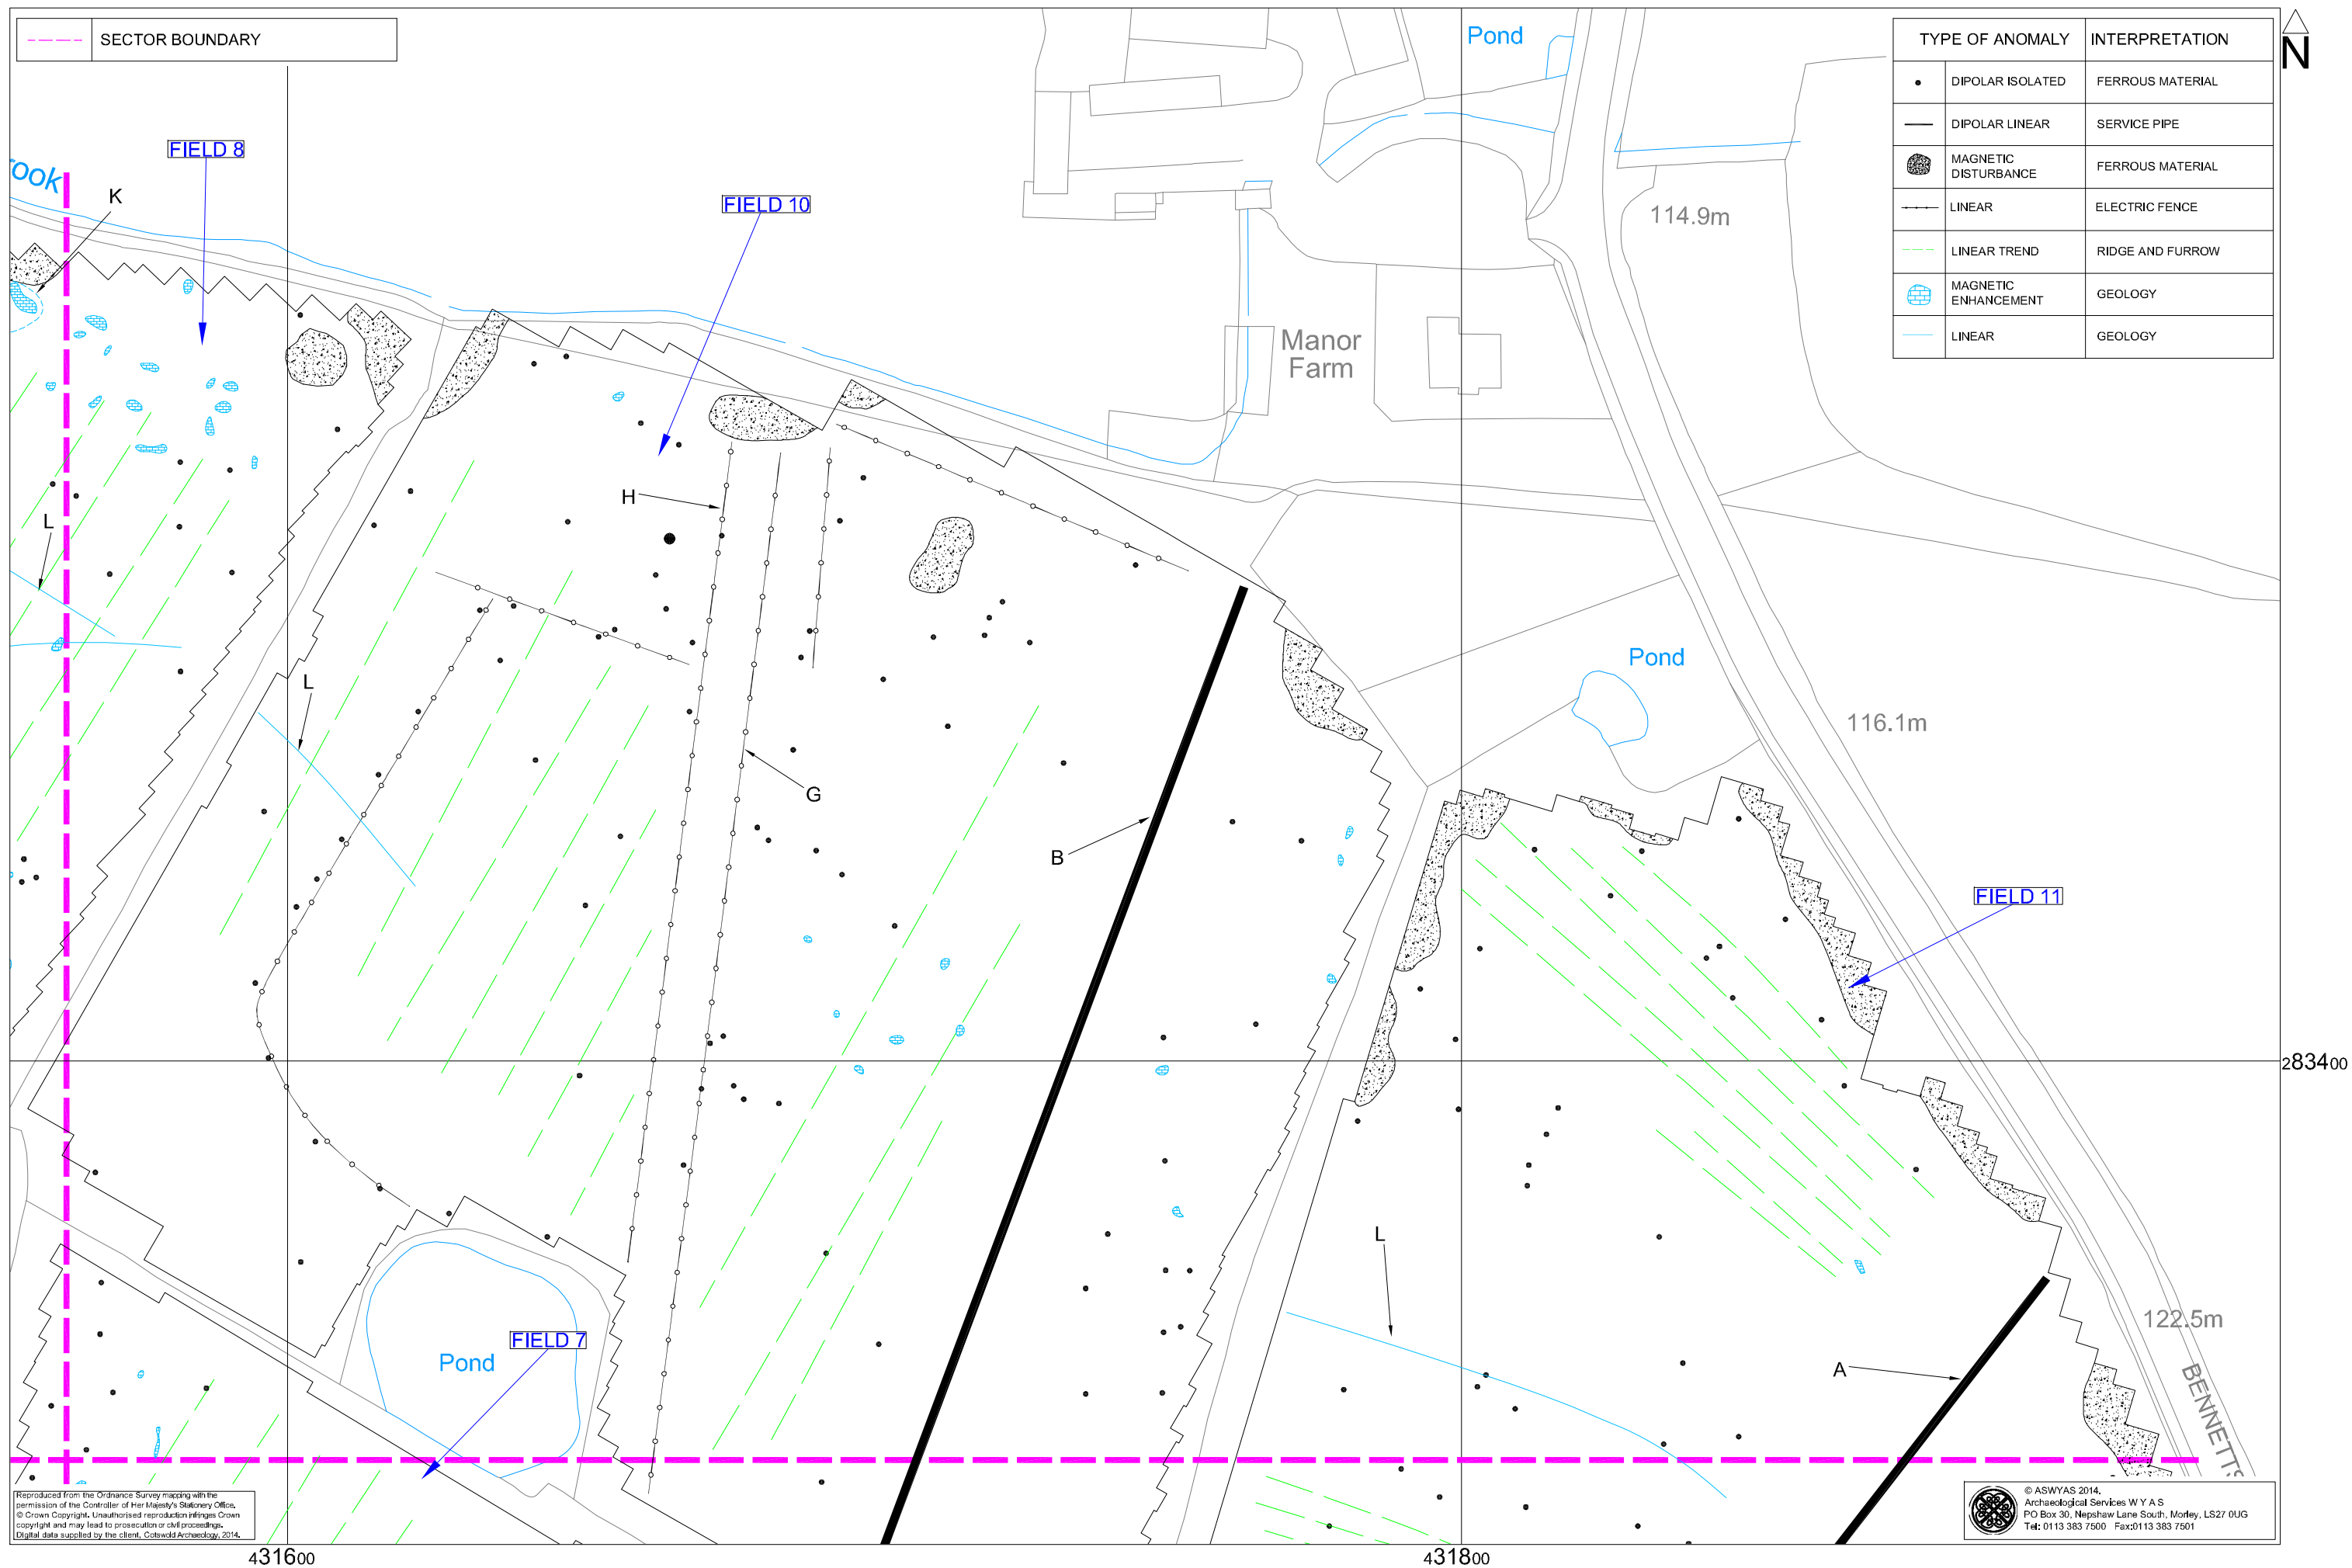 SECTOR BOUNDARY
TYPE OF ANOMALY INTERPRETATION
DIPOLAR ISOLATED FERROUS MATERIAL
DIPOLAR LINEAR SERVICE PIPE
MAGNETIC
DISTURBANCE FERROUS MATERIAL
LINEAR ELECTRIC FENCE
LINEAR TREND RIDGE AND FURROW
MAGNETIC
ENHANCEMENT GEOLOGY
LINEAR GEOLOGY
N
Pond
FIELD 8
rook
K
FIELD 10
114.9m
Manor
Farm
H
L
L
Pond
116.1m
G
B
FIELD 11
283400
L
122.5m
FIELD 7
Pond
A
BENNETTS
Reproduced from the Ordnance Survey mapping with the
permission of the Controller of Her Majesty's Stationery Office.
© Crown Copyright. Unauthorised reproduction infringes Crown
copyright and may lead to prosecution or civil proceedings.
Digital data supplied by the client, Cotswold Archaeology, 2014.
© ASWYAS 2014.
Archaeological Services W Y A S
PO Box 30, Nepshaw Lane South, Morley, LS27 0UG
Tel: 0113 383 7500 Fax:0113 383 7501
431600
431800